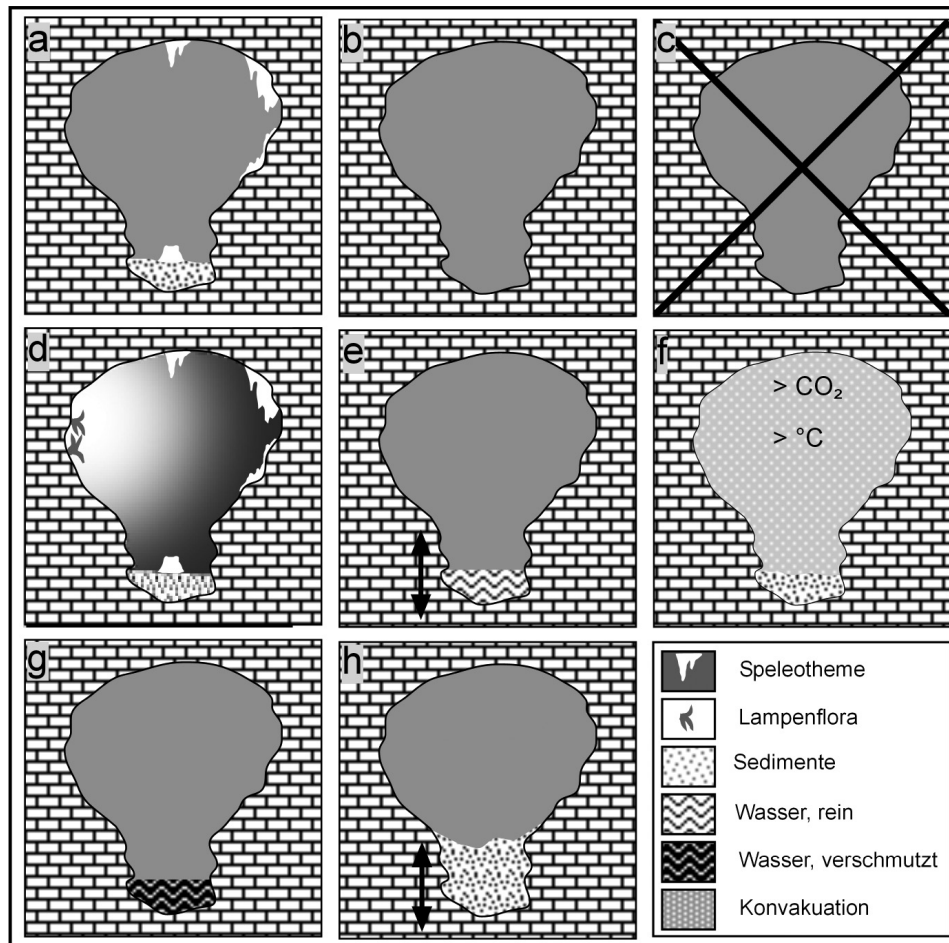 a
b
c
d
e
f
> CO₂
> °C
g
h
Speleotheme
Lampenflora
Sedimente
Wasser, rein
Wasser, verschmutzt
Konvakuation